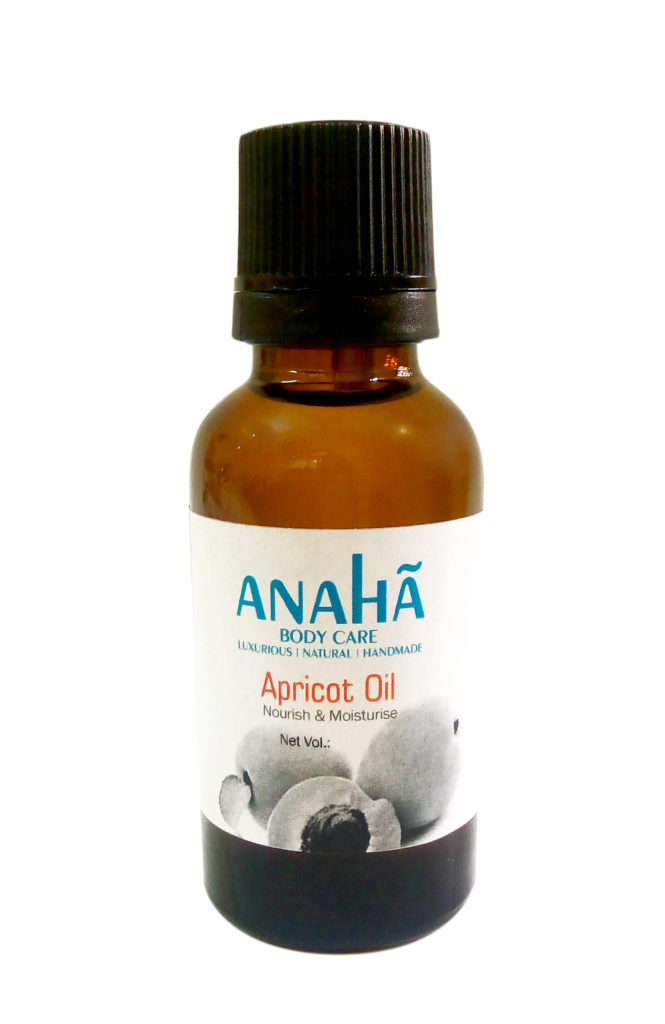 ANAHÃ
BODY CARE
LUXURIOUS | NATURAL | HANDMADE
Apricot Oil
Nourish & Moisturise
Net Vol.: